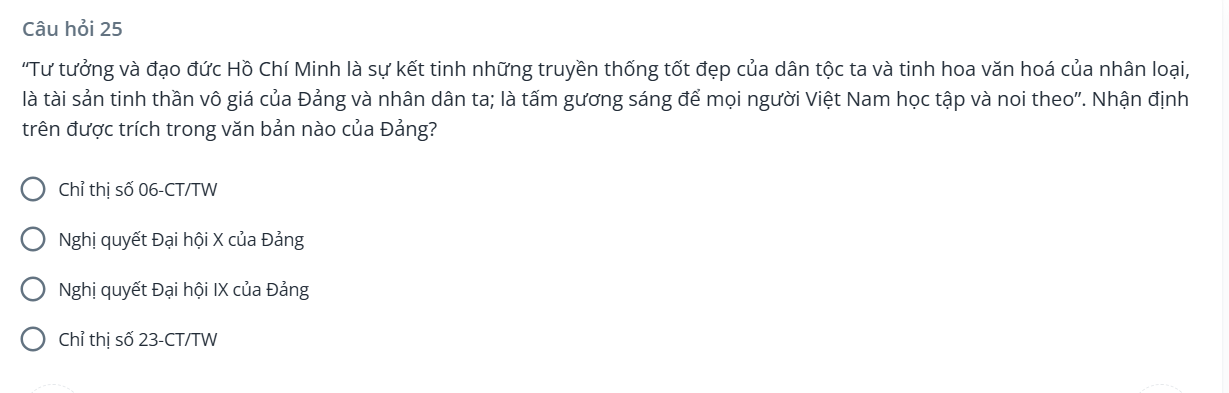 Câu hỏi 25
“Tư tưởng và đạo đức Hồ Chí Minh là sự kết tinh những truyền thống tốt đẹp của dân tộc ta và tinh hoa văn hoá của nhân loại,
là tài sản tinh thần vô giá của Đảng và nhân dân ta; là tấm gương sáng để mọi người Việt Nam học tập và noi theo”. Nhận định
trên được trích trong văn bản nào của Đảng?
Chỉ thị số 06-CT/TW
Nghị quyết Đại hội X của Đảng
Nghị quyết Đại hội IX của Đảng
Chỉ thị số 23-CT/TW